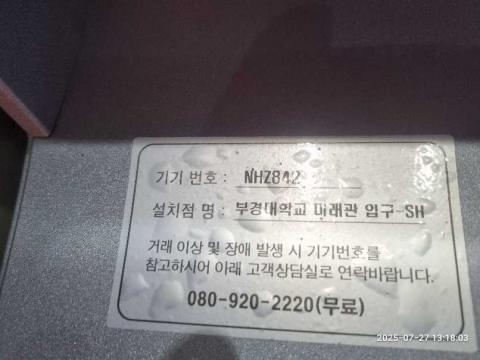 기기 번호 : NHZ842
설치점 명 : 부경대학교 미래관 입구-SH
거래 이상 및 장애 발생 시 기기번호를
참고하시어 아래 고객상담실로 연락바랍니다.
080-920-2220(무료)
2025-07-27 13:18:03